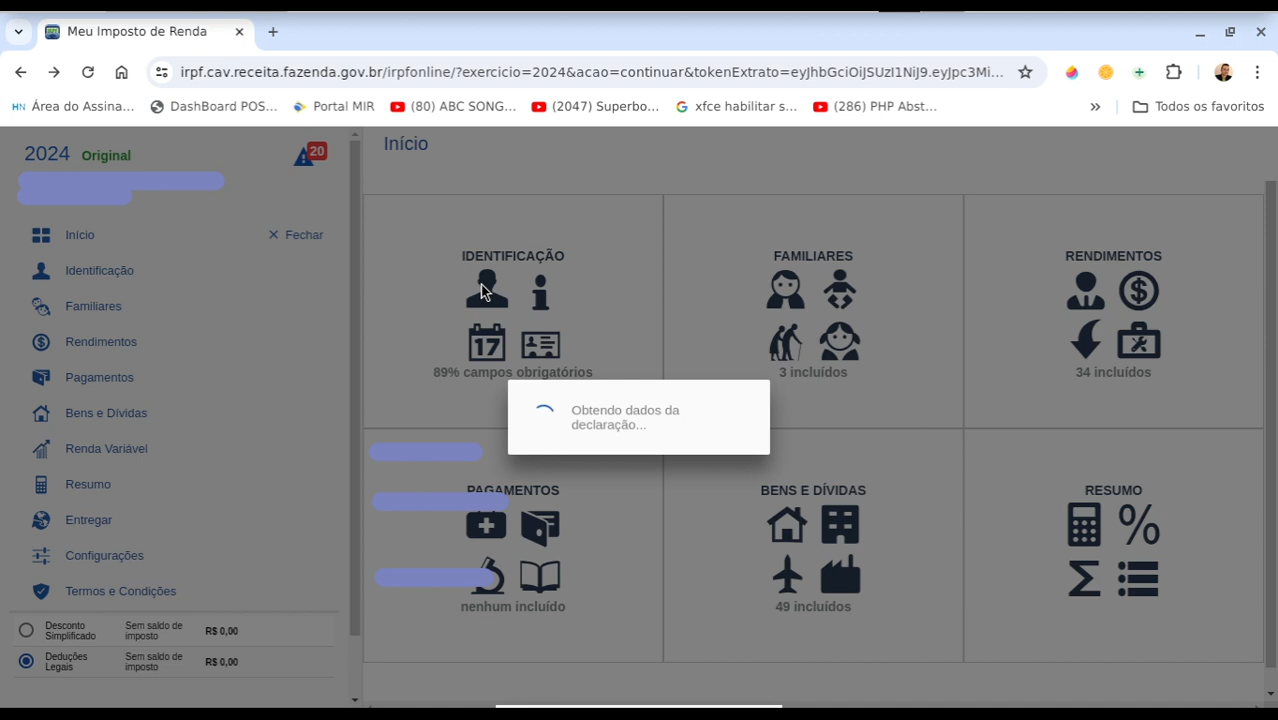 Meu Imposto de Renda
irpf.cav.receita.fazenda.gov.br/irpfonline/?exercicio=2024&acao=continuar&tokenExtrato=eyJhbGciOiJSUzI1NiJ9.eyJpc3Mi...
HN Área do Assina... DashBoard POS... Portal MIR (80) ABC SONG... (2047) Superbo... xfce habilitar s... (286) PHP Abst... » Todos os favoritos
2024 Original 20
Início Fechar
Identificação
Familiares
Rendimentos
Pagamentos
Bens e Dívidas
Renda Variável
Resumo
Entregar
Configurações
Termos e Condições
Desconto Simplificado Sem saldo de imposto R$ 0,00
Deduções Legais Sem saldo de imposto R$ 0,00
Início
IDENTIFICAÇÃO
17
89% campos obrigatórios
FAMILIARES
3 incluídos
RENDIMENTOS
34 incluídos
Obtendo dados da
declaração...
PAGAMENTOS
nenhum incluído
BENS E DÍVIDAS
49 incluídos
RESUMO
%
Σ